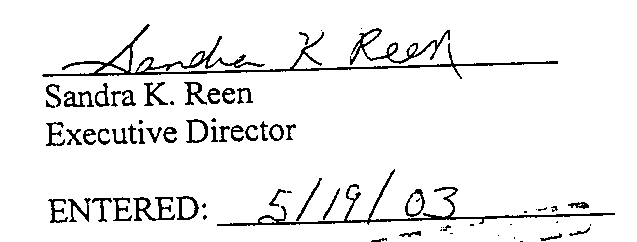 Sandra K Reen
Sandra K. Reen
Executive Director
ENTERED: 5/19/03